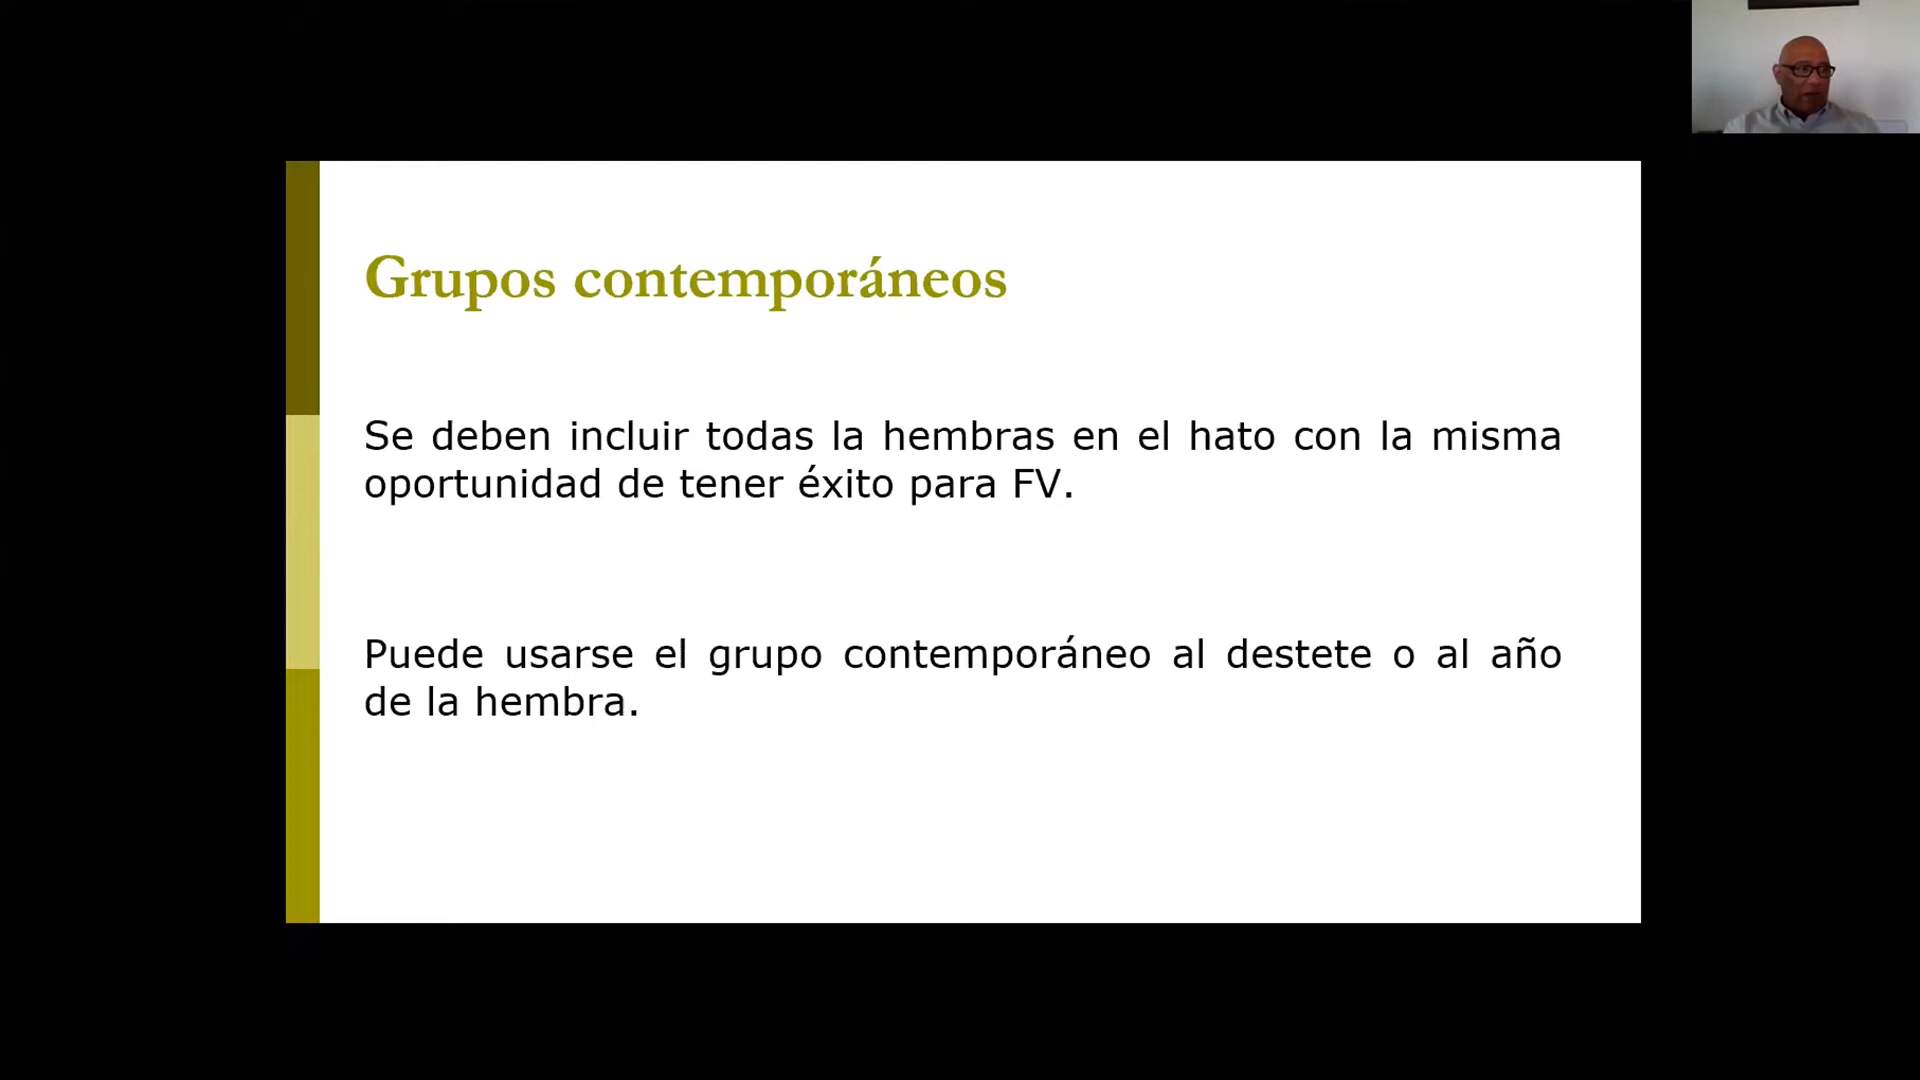 Grupos contemporáneos
Se deben incluir todas la hembras en el hato con la misma
oportunidad de tener éxito para FV.
Puede usarse el grupo contemporáneo al destete o al año
de la hembra.